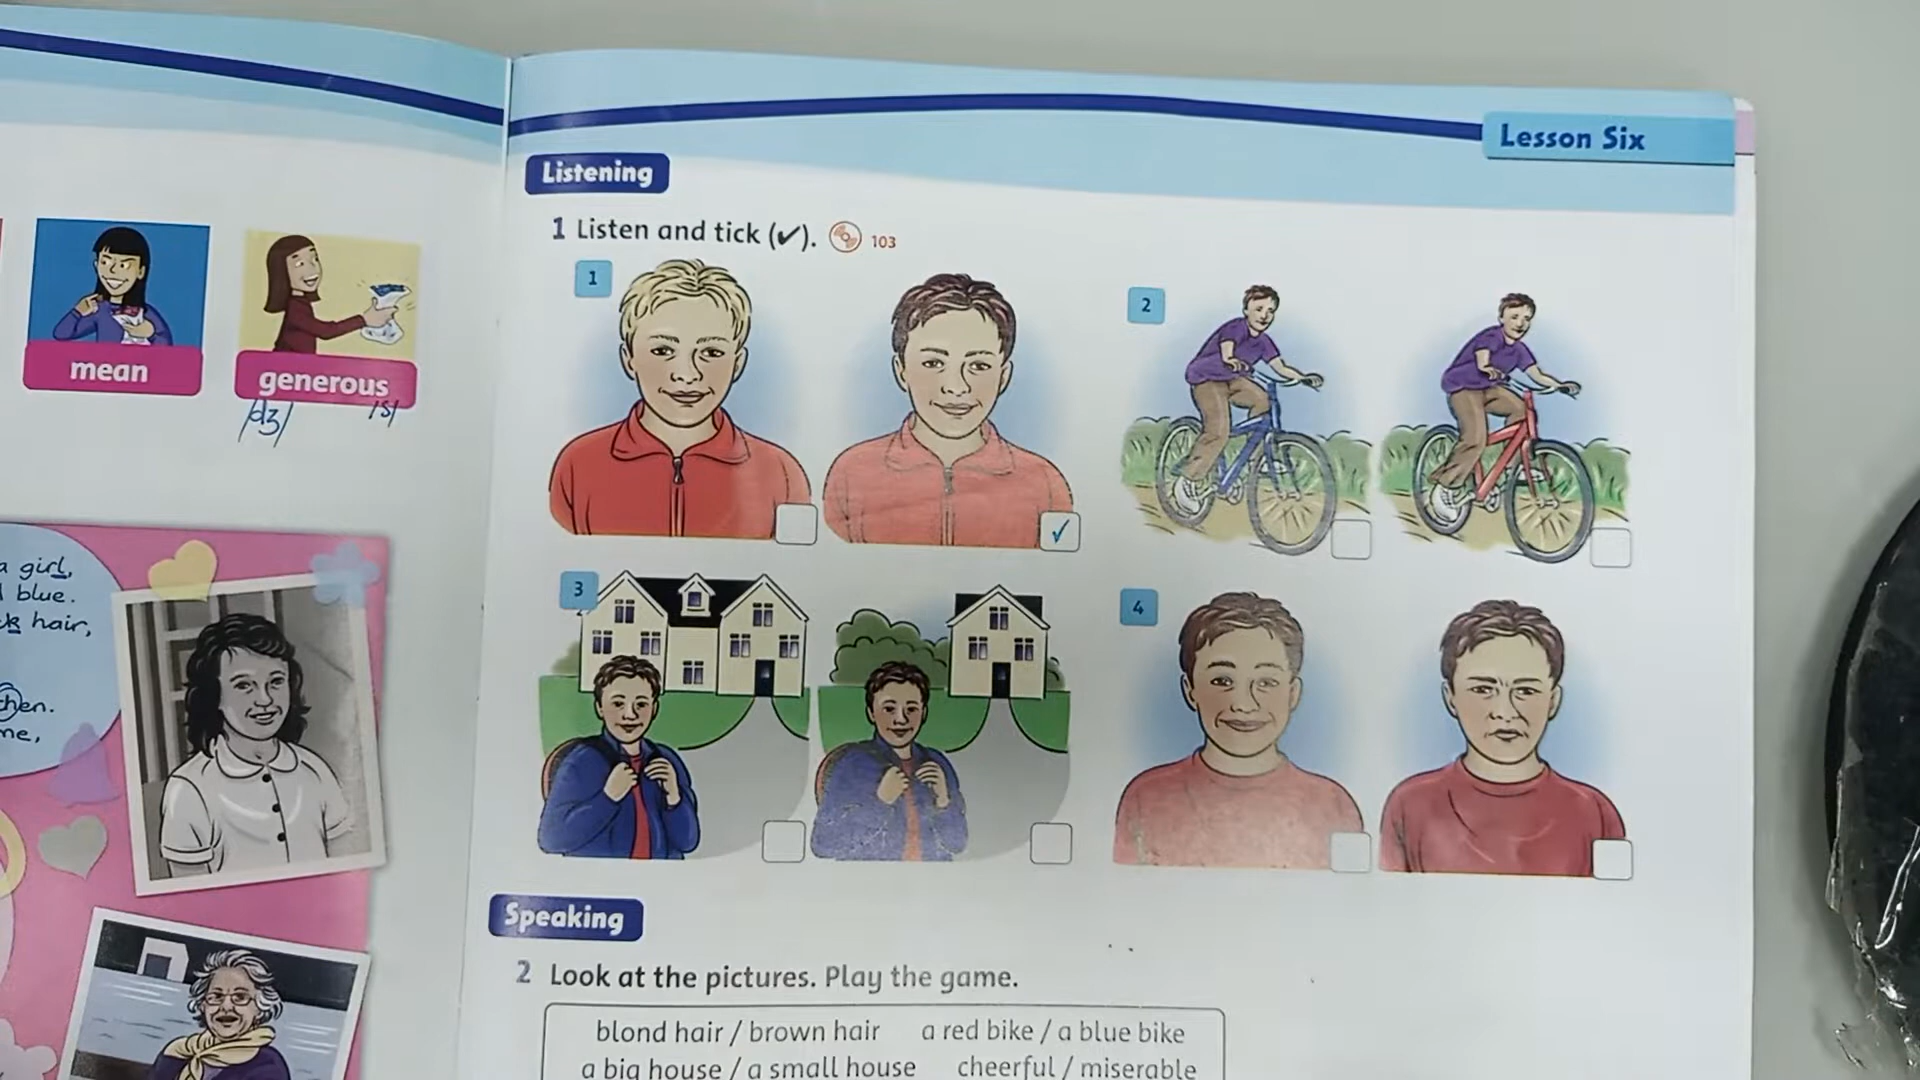 mean
generous
/dʒ/ /s/
a girl,
blue.
hair,
hen.
me,
Lesson Six
Listening
1 Listen and tick (✔). 103
1
2
✓
3
4
Speaking
2 Look at the pictures. Play the game.
blond hair / brown hair a red bike / a blue bike
a big house / a small house cheerful / miserable